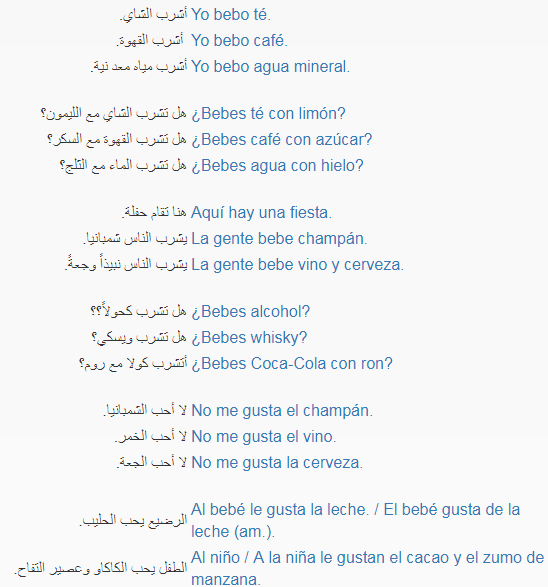 أشرب الشاي. Yo bebo té.
أشرب القهوة. Yo bebo café.
أشرب مياه معد نية. Yo bebo agua mineral.
هل تشرب الشاي مع الليمون؟ ¿Bebes té con limón?
هل تشرب القهوة مع السكر؟ ¿Bebes café con azúcar?
هل تشرب الماء مع الثلج؟ ¿Bebes agua con hielo?
هنا تقام حفلة. Aquí hay una fiesta.
يشرب الناس شمبانيا. La gente bebe champán.
يشرب الناس نبيذاً وجعةً. La gente bebe vino y cerveza.
هل تشرب كحولاً؟؟ ¿Bebes alcohol?
هل تشرب ويسكي؟ ¿Bebes whisky?
أتشرب كولا مع روم؟ ¿Bebes Coca-Cola con ron?
لا أحب الشمبانيا. No me gusta el champán.
لا أحب الخمر. No me gusta el vino.
لا أحب الجعة. No me gusta la cerveza.
الرضيع يحب الحليب. Al bebé le gusta la leche. / El bebé gusta de la
leche (am.).
الطفل يحب الكاكاو وعصير التفاح. Al niño / A la niña le gustan el cacao y el zumo de
manzana.